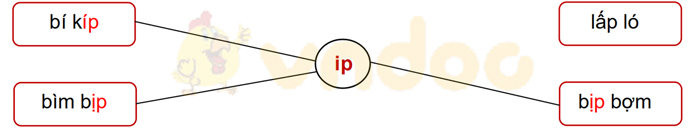 bí kíp
lấp ló
ip
bìm bịp
bịp bợm
vndoc